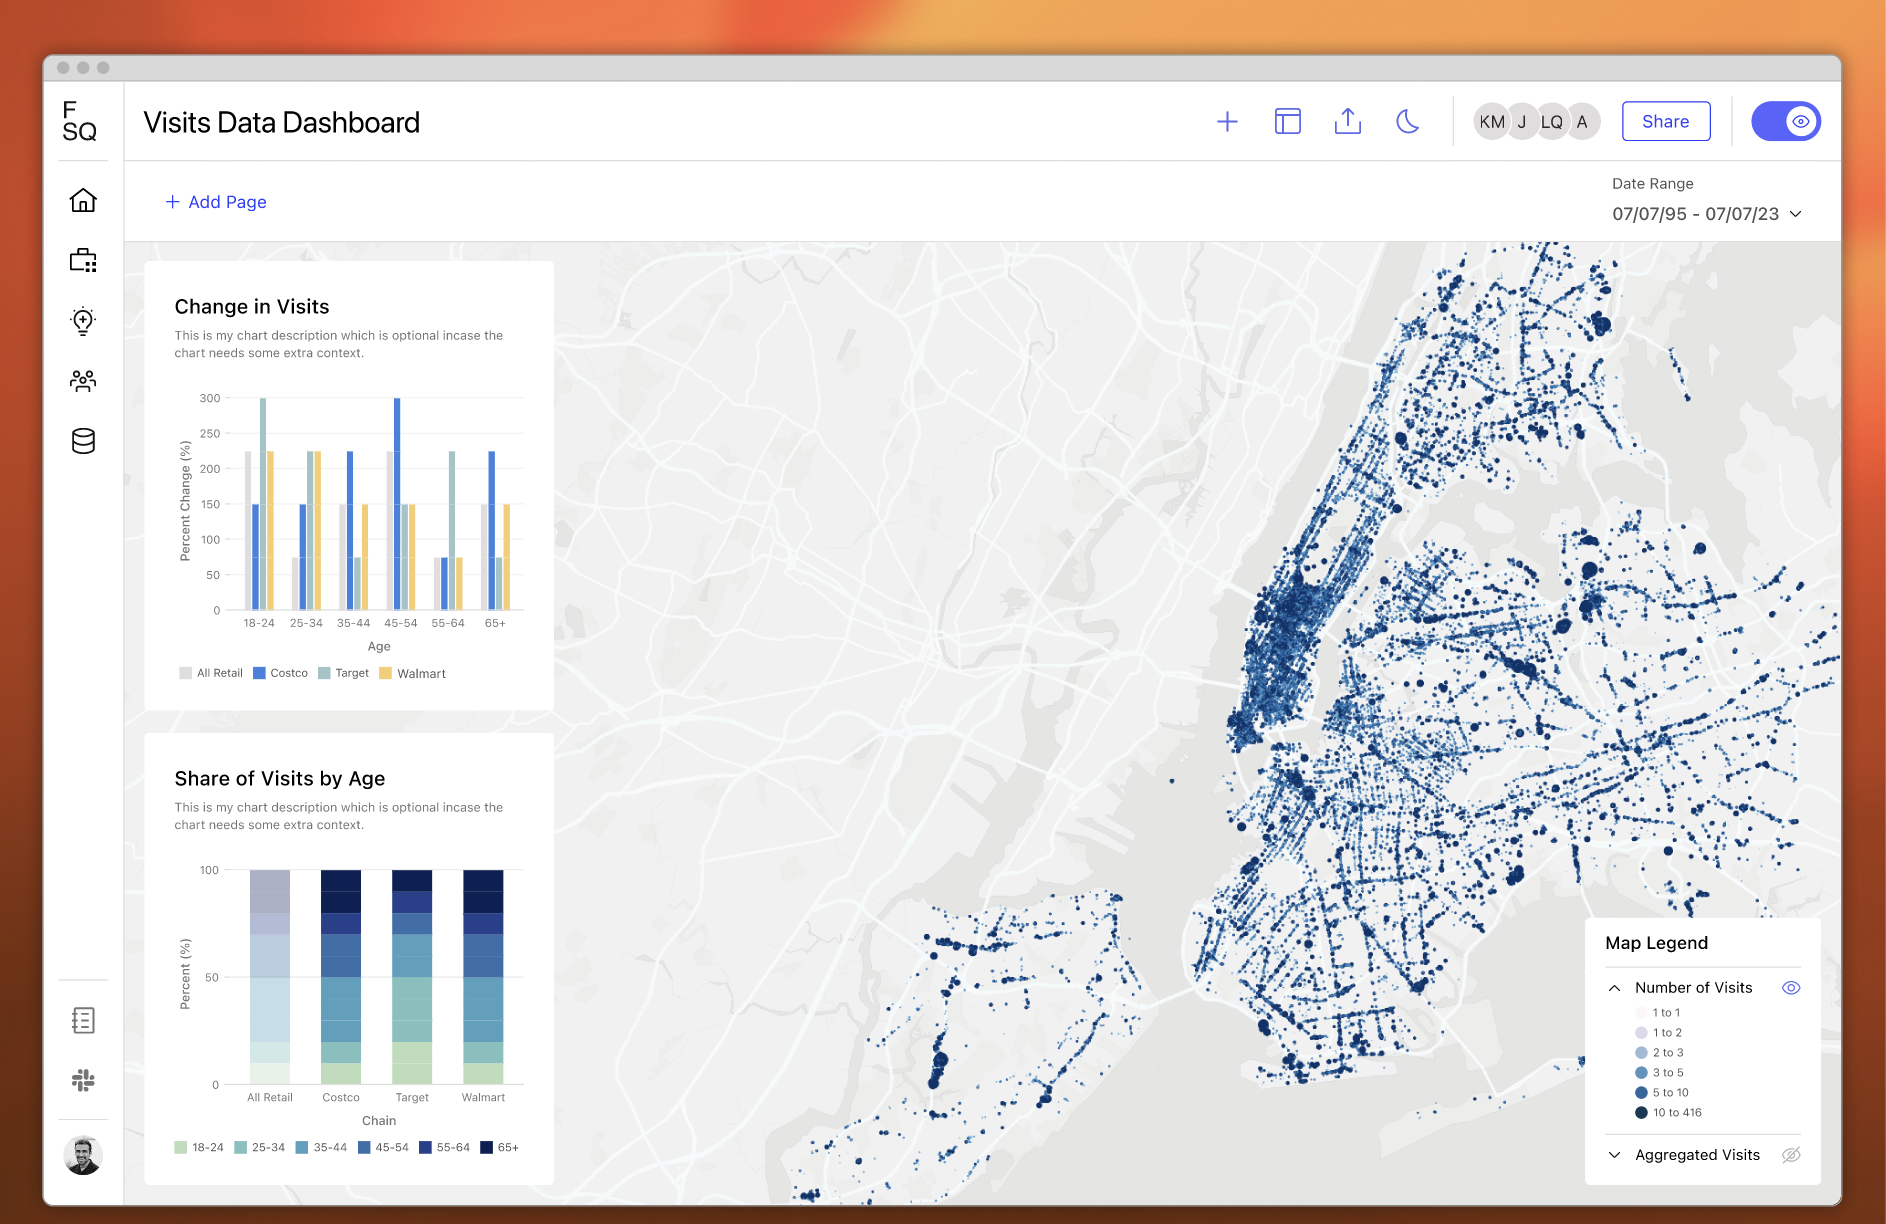 F
SQ
Visits Data Dashboard
KM J LQ A
Share
Add Page
Date Range
07/07/95 - 07/07/23
Change in Visits
This is my chart description which is optional incase the
chart needs some extra context.
Percent Change (%)
300
250
200
150
100
50
0
18-24 25-34 35-44 45-54 55-64 65+
Age
All Retail Costco Target Walmart
Share of Visits by Age
This is my chart description which is optional incase the
chart needs some extra context.
Percent (%)
100
50
0
All Retail Costco Target Walmart
Chain
18-24 25-34 35-44 45-54 55-64 65+
Map Legend
Number of Visits
1 to 1
1 to 2
2 to 3
3 to 5
5 to 10
10 to 416
Aggregated Visits